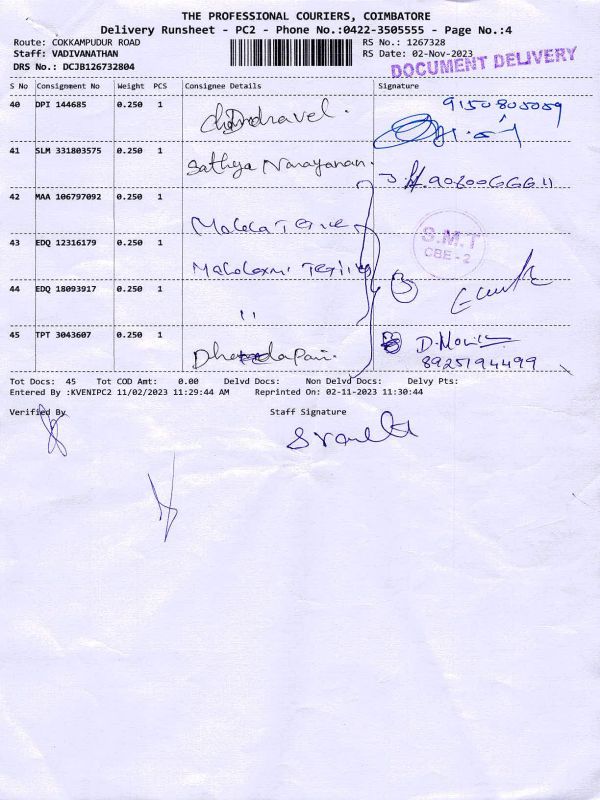 THE PROFESSIONAL COURIERS, COIMBATORE
Delivery Runsheet - PC2 - Phone No.:0422-3505555 - Page No.:4
Route: COKKAMPUDUR ROAD RS No.: 1267328
Staff: VADIVANATHAN RS Date: 02-Nov-2023
DRS No.: DCJB126732804 DOCUMENT DELIVERY
S No Consignment No Weight PCS Consignee Details Signature
40 DPI 144685 0.250 1 9150805059
41 SLM 331803575 0.250 1 Sathya Narayanan.
42 MAA 106797092 0.250 1
S.M.T
CBE - 2
43 EDQ 12316179 0.250 1
44 EDQ 18093917 0.250 1 "
45 TPT 3043607 0.250 1
8925194499
Tot Docs: 45 Tot COD Amt: 0.00 Delvd Docs: Non Delvd Docs: Delvy Pts:
Entered By :KVENIPC2 11/02/2023 11:29:44 AM Reprinted On: 02-11-2023 11:30:44
Verified By Staff Signature